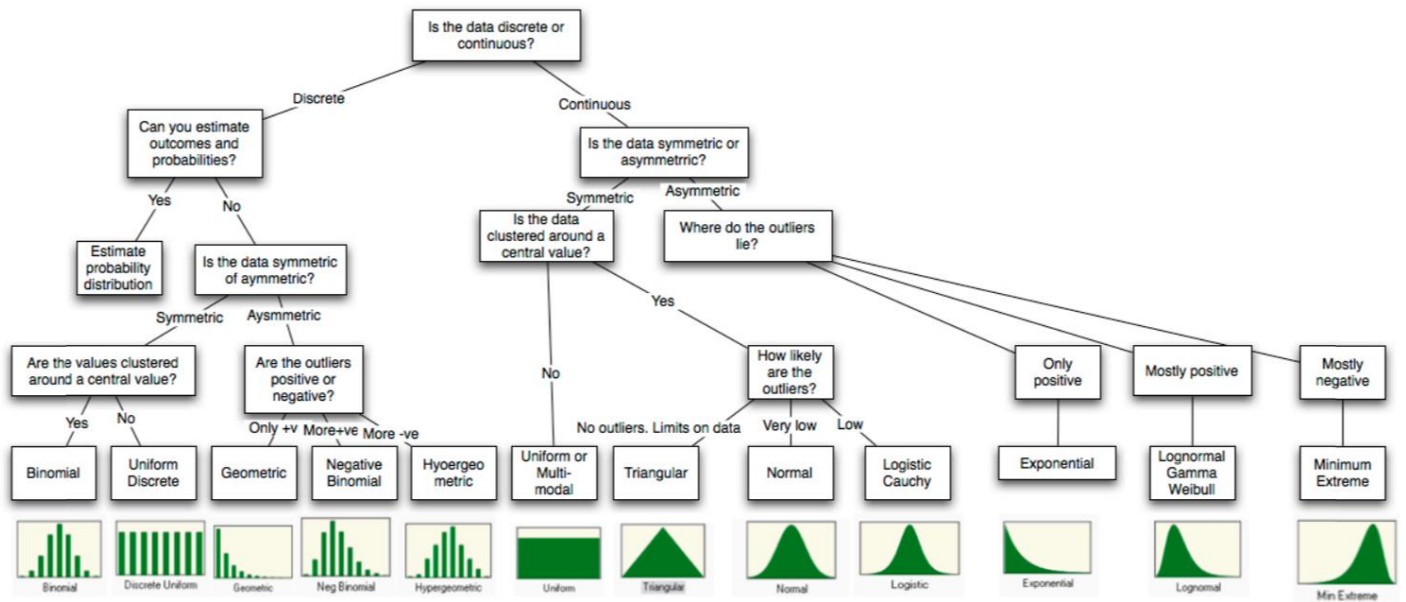 Is the data discrete or
continuous?
Discrete
Continuous
Can you estimate
outcomes and
probabilities?
Is the data symmetric or
asymmetrric?
Yes
No
Symmetric
Asymmetric
Estimate
probability
distribution
Is the data symmetric
of aymmetric?
Is the data
clustered around a
central value?
Where do the outliers
lie?
Symmetric
Aysmmetric
Yes
No
Are the values clustered
around a central value?
Are the outliers
positive or
negative?
How likely
are the
outliers?
Only
positive
Mostly positive
Mostly
negative
Yes
No
Only +v
More+ve
More -ve
No outliers. Limits on data
Very low
Low
Binomial
Uniform
Discrete
Geometric
Negative
Binomial
Hyoergeo
metric
Uniform or
Multi-
modal
Triangular
Normal
Logistic
Cauchy
Exponential
Lognormal
Gamma
Weibull
Minimum
Extreme
Binomial
Discrete Uniform
Geometric
Neg Binomial
Hypergeometric
Uniform
Triangular
Normal
Logistic
Exponential
Lognormal
Min Extreme